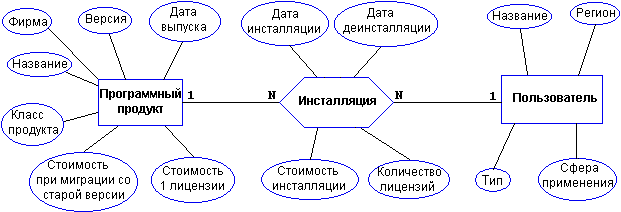 Фирма
Версия
Дата
выпуска
Название
Программный
продукт
Класс
продукта
Стоимость
при миграции со
старой версии
Стоимость
1 лицензии
1
N
Дата
инсталляции
Дата
деинсталляции
Инсталляция
Стоимость
инсталляции
Количество
лицензий
N
1
Название
Регион
Пользователь
Тип
Сфера
применения